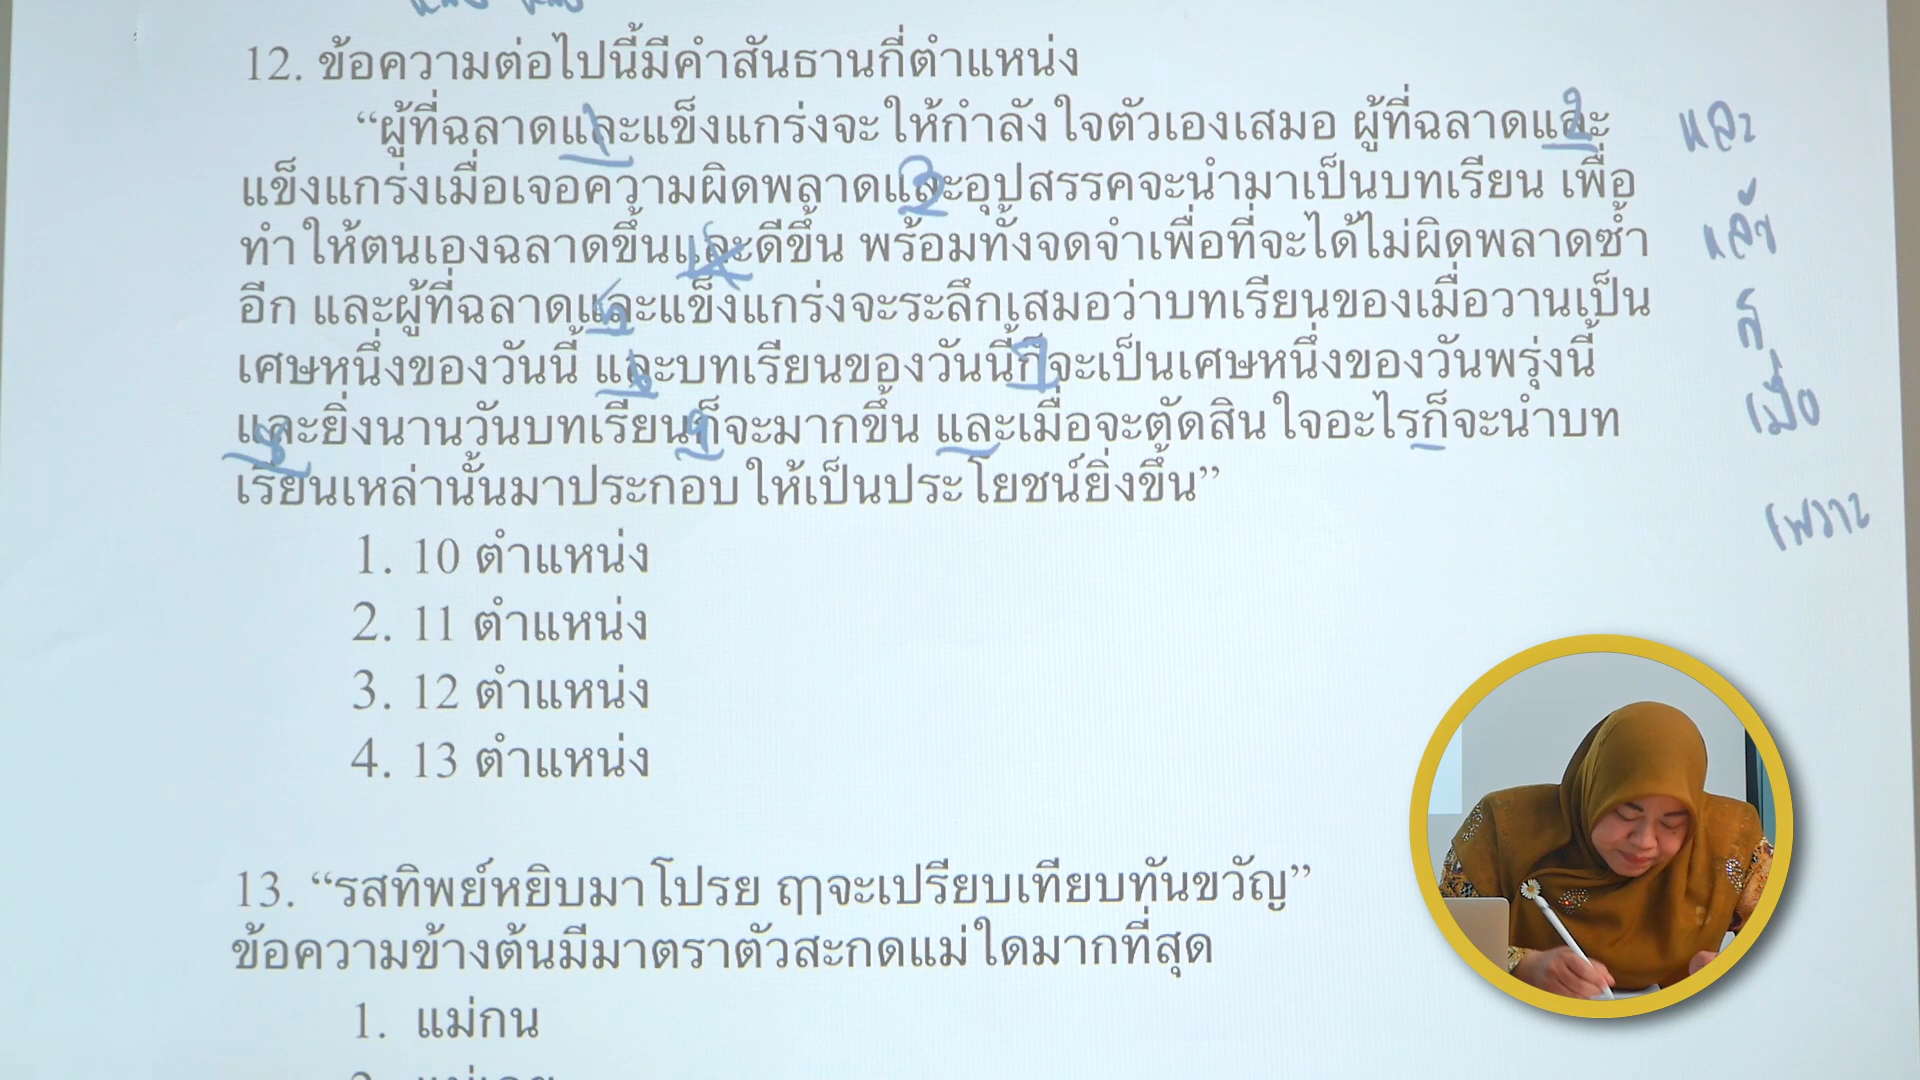 12. ข้อความต่อไปนี้มีคำสันธานกี่ตำแหน่ง
“ผู้ที่ฉลาดและแข็งแกร่งจะให้กำลังใจตัวเองเสมอ ผู้ที่ฉลาดและ
แข็งแกร่งเมื่อเจอความผิดพลาดและอุปสรรคจะนำมาเป็นบทเรียน เพื่อ
ทำให้ตนเองฉลาดขึ้นและดีขึ้น พร้อมทั้งจดจำเพื่อที่จะได้ไม่ผิดพลาดซ้ำ
อีก และผู้ที่ฉลาดและแข็งแกร่งจะระลึกเสมอว่าบทเรียนของเมื่อวานเป็น
เศษหนึ่งของวันนี้ และบทเรียนของวันนี้ก็จะเป็นเศษหนึ่งของวันพรุ่งนี้
และยิ่งนานวันบทเรียนก็จะมากขึ้น และเมื่อจะตัดสินใจอะไรก็จะนำบท
เรียนเหล่านั้นมาประกอบให้เป็นประโยชน์ยิ่งขึ้น”
1. 10 ตำแหน่ง
2. 11 ตำแหน่ง
3. 12 ตำแหน่ง
4. 13 ตำแหน่ง
และ
แล้ว
ก็
เมื่อ
เพราะ
13. “รสทิพย์หยิบมาโปรย ฤๅจะเปรียบเทียบทันขวัญ”
ข้อความข้างต้นมีมาตราตัวสะกดแม่ใดมากที่สุด
1. แม่กน